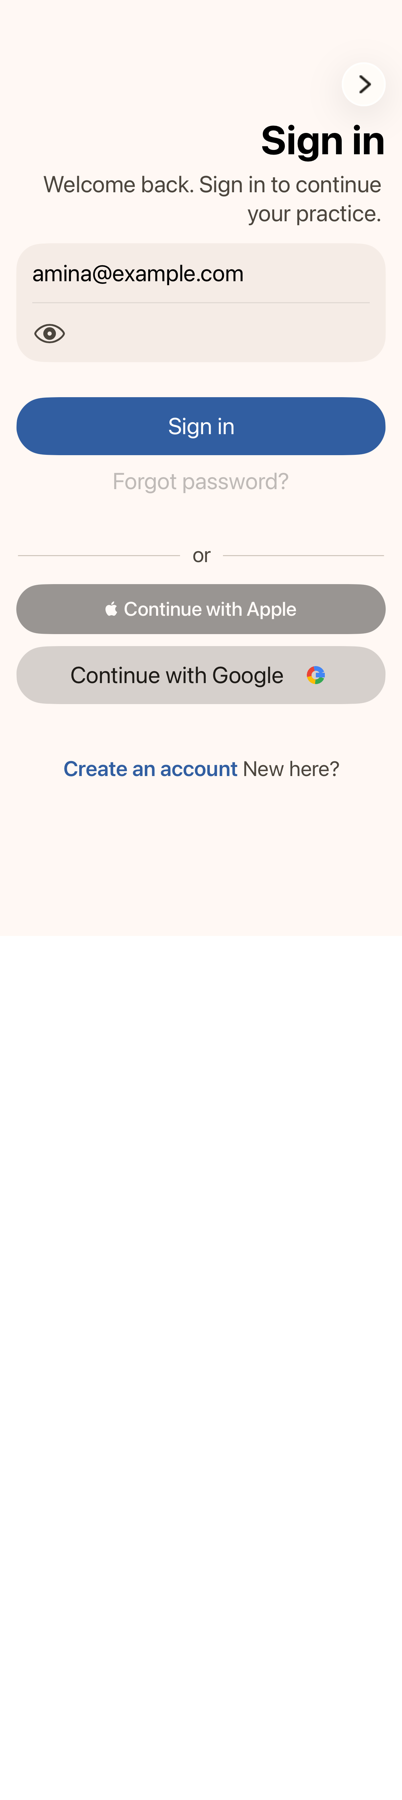 Sign in
Welcome back. Sign in to continue
your practice.
amina@example.com
Sign in
Forgot password?
or
Continue with Apple
Continue with Google
Create an account New here?